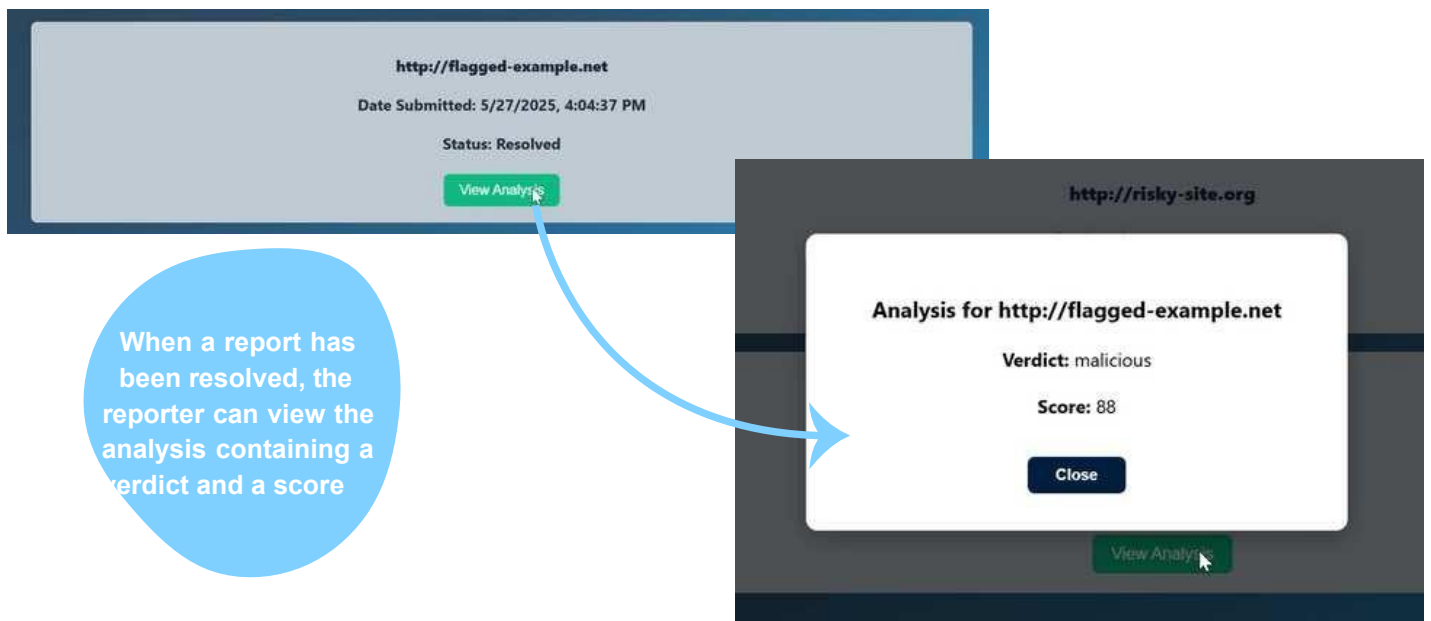 http://flagged-example.net
Date Submitted: 5/27/2025, 4:04:37 PM
Status: Resolved
View Analysis
When a report has
been resolved, the
reporter can view the
analysis containing a
verdict and a score
http://risky-site.org
Analysis for http://flagged-example.net
Verdict: malicious
Score: 88
Close
View Analysis